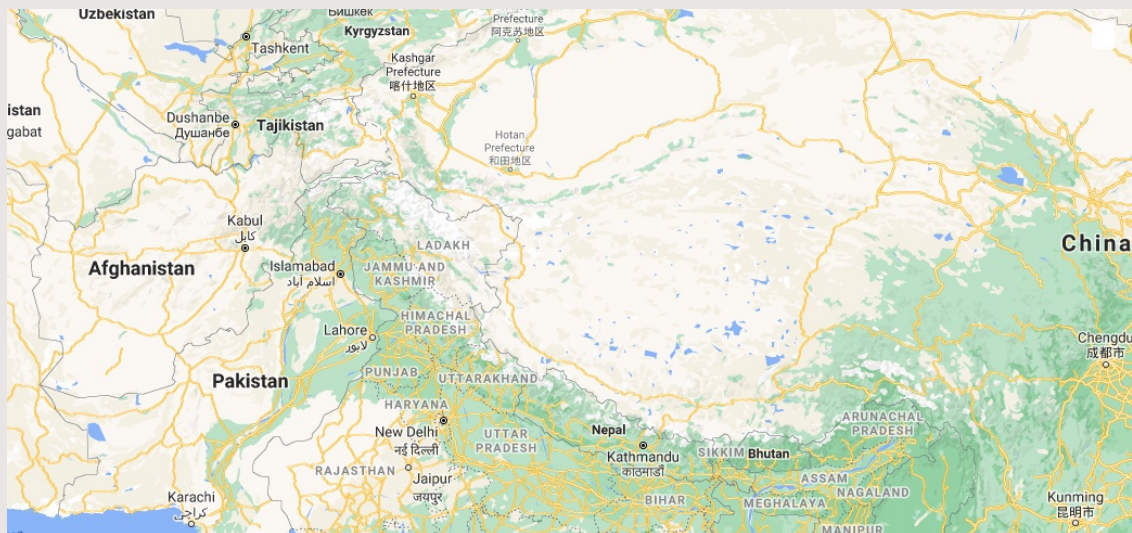 Uzbekistan
Бишкек
Kyrgyzstan
Prefecture
阿克苏地区
Tashkent
Kashgar
Prefecture
喀什地区
istan
gabat
Dushanbe
Душанбе
Tajikistan
Hotan
Prefecture
和田地区
Kabul
کابل
LADAKH
China
Afghanistan
Islamabad
اسلام آباد
JAMMU AND
KASHMIR
HIMACHAL
PRADESH
Lahore
لاہور
Chengdu
成都市
Pakistan
PUNJAB
UTTARAKHAND
HARYANA
New Delhi
नई दिल्ली
UTTAR
PRADESH
Nepal
Kathmandu
काठमाडौं
SIKKIM
Bhutan
ARUNACHAL
PRADESH
RAJASTHAN
Jaipur
जयपुर
ASSAM
NAGALAND
Karachi
کراچی
BIHAR
MEGHALAYA
Kunming
昆明市
MANIPUR